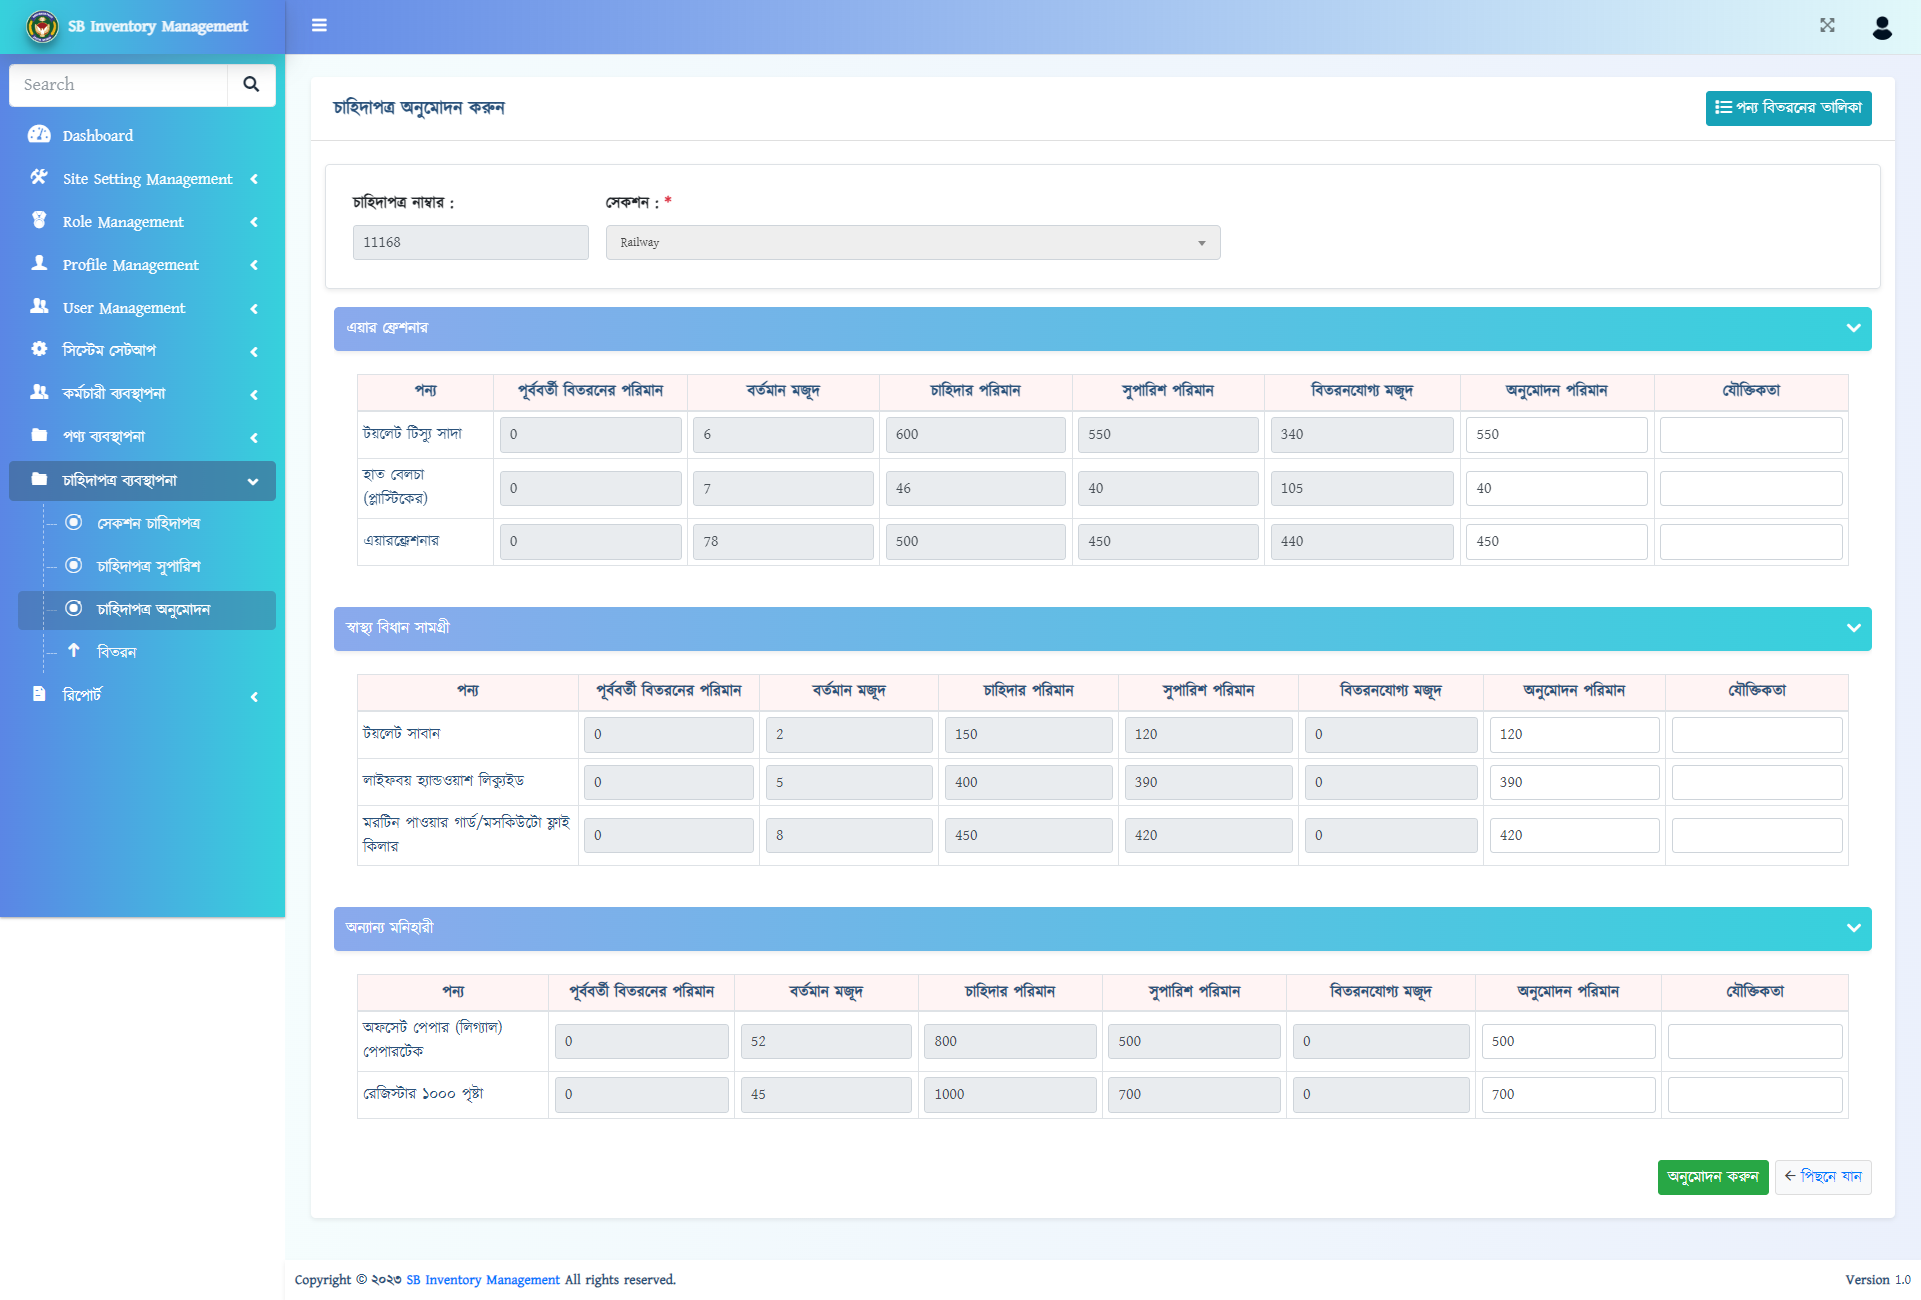 SB Inventory Management
Search
Dashboard
Site Setting Management
Role Management
Profile Management
User Management
সিস্টেম সেটআপ
কর্মচারী ব্যবস্থাপনা
পণ্য ব্যবস্থাপনা
চাহিদাপত্র ব্যবস্থাপনা
সেকশন চাহিদাপত্র
চাহিদাপত্র সুপারিশ
চাহিদাপত্র অনুমোদন
বিতরন
রিপোর্ট
চাহিদাপত্র অনুমোদন করুন
পন্য বিতরনের তালিকা
চাহিদাপত্র নাম্বার : সেকশন : *
11168 Railway
এয়ার ফ্রেশনার
পন্য পূর্ববর্তী বিতরনের পরিমান বর্তমান মজূদ চাহিদার পরিমান সুপারিশ পরিমান বিতরনযোগ্য মজূদ অনুমোদন পরিমান যৌক্তিকতা
টয়লেট টিস্যু সাদা 0 6 600 550 340 550
হাত বেলচা
(প্লাস্টিকের) 0 7 46 40 105 40
এয়ারফ্রেশনার 0 78 500 450 440 450
স্বাস্থ্য বিধান সামগ্রী
পন্য পূর্ববর্তী বিতরনের পরিমান বর্তমান মজূদ চাহিদার পরিমান সুপারিশ পরিমান বিতরনযোগ্য মজূদ অনুমোদন পরিমান যৌক্তিকতা
টয়লেট সাবান 0 2 150 120 0 120
লাইফবয় হ্যান্ডওয়াশ লিক্যুইড 0 5 400 390 0 390
মরটিন পাওয়ার গার্ড/মসকিউটো ফ্লাই
কিলার 0 8 450 420 0 420
অন্যান্য মনিহারী
পন্য পূর্ববর্তী বিতরনের পরিমান বর্তমান মজূদ চাহিদার পরিমান সুপারিশ পরিমান বিতরনযোগ্য মজূদ অনুমোদন পরিমান যৌক্তিকতা
অফসেট পেপার (লিগ্যাল)
পেপারটেক 0 52 800 500 0 500
রেজিস্টার ১০০০ পৃষ্টা 0 45 1000 700 0 700
অনুমোদন করুন ← পিছনে যান
Copyright © ২০২৩ SB Inventory Management All rights reserved. Version 1.0